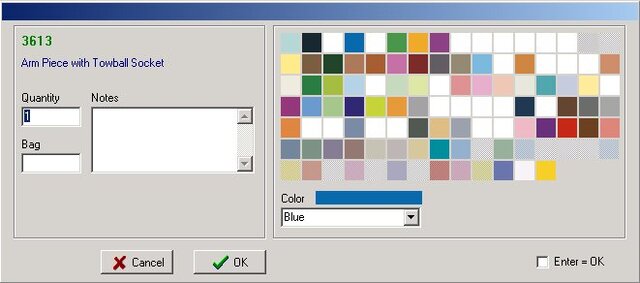 3613
Arm Piece with Towball Socket
Quantity Notes
1
Bag
Color
Blue
Cancel OK Enter = OK